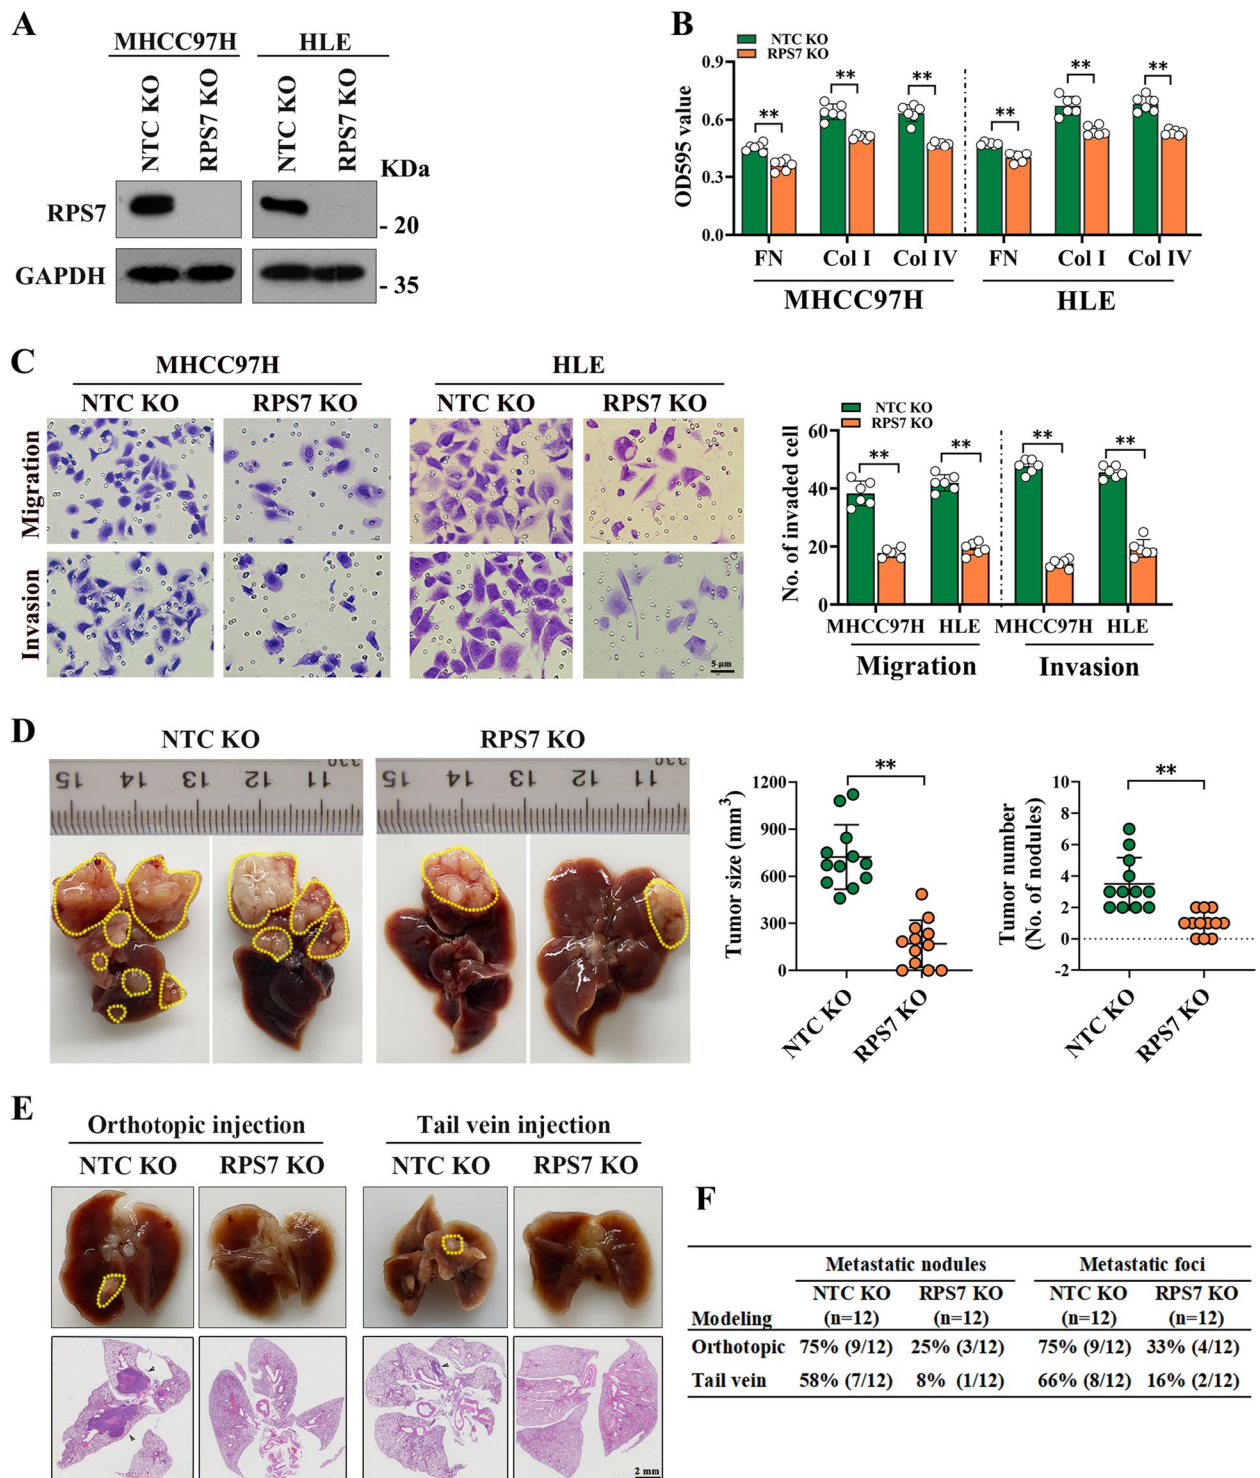 A
MHCC97H HLE
NTC KO RPS7 KO NTC KO RPS7 KO
KDa
RPS7
- 20
GAPDH
- 35
B
NTC KO
RPS7 KO
OD595 value
0.9
0.6
0.3
0.0
** ** ** ** ** **
FN Col I Col IV FN Col I Col IV
MHCC97H HLE
C
MHCC97H HLE
NTC KO RPS7 KO NTC KO RPS7 KO
Migration
Invasion
5 μm
NTC KO
RPS7 KO
No. of invaded cell
60
40
20
0
** ** ** **
MHCC97H HLE MHCC97H HLE
Migration Invasion
D
NTC KO RPS7 KO
330 330
15 14 13 12 11 15 14 13 12 11
Tumor size (mm³)
1200
900
600
300
0
**
NTC KO RPS7 KO
Tumor number
(No. of nodules)
10
8
6
4
2
0
-2
**
NTC KO RPS7 KO
E
Orthotopic injection Tail vein injection
NTC KO RPS7 KO NTC KO RPS7 KO
2 mm
F
Metastatic nodules Metastatic foci
NTC KO RPS7 KO NTC KO RPS7 KO
Modeling (n=12) (n=12) (n=12) (n=12)
Orthotopic 75% (9/12) 25% (3/12) 75% (9/12) 33% (4/12)
Tail vein 58% (7/12) 8% (1/12) 66% (8/12) 16% (2/12)